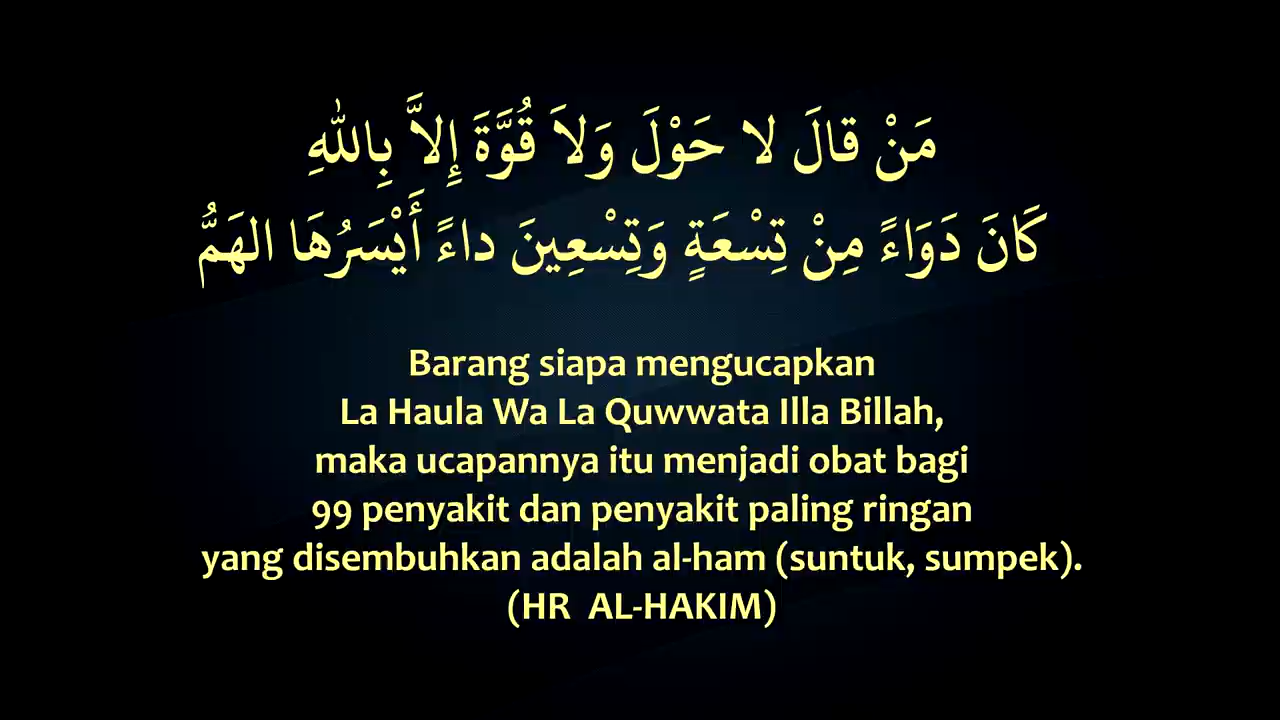 مَنْ قالَ لا حَوْلَ وَلاَ قُوَّةَ إِلاَّ بِاللهِ
كَانَ دَوَاءً مِنْ تِسْعَةٍ وَتِسْعِينَ داءً أَيْسَرُهَا الهَمُّ
Barang siapa mengucapkan
La Haula Wa La Quwwata Illa Billah,
maka ucapannya itu menjadi obat bagi
99 penyakit dan penyakit paling ringan
yang disembuhkan adalah al-ham (suntuk, sumpek).
(HR AL-HAKIM)